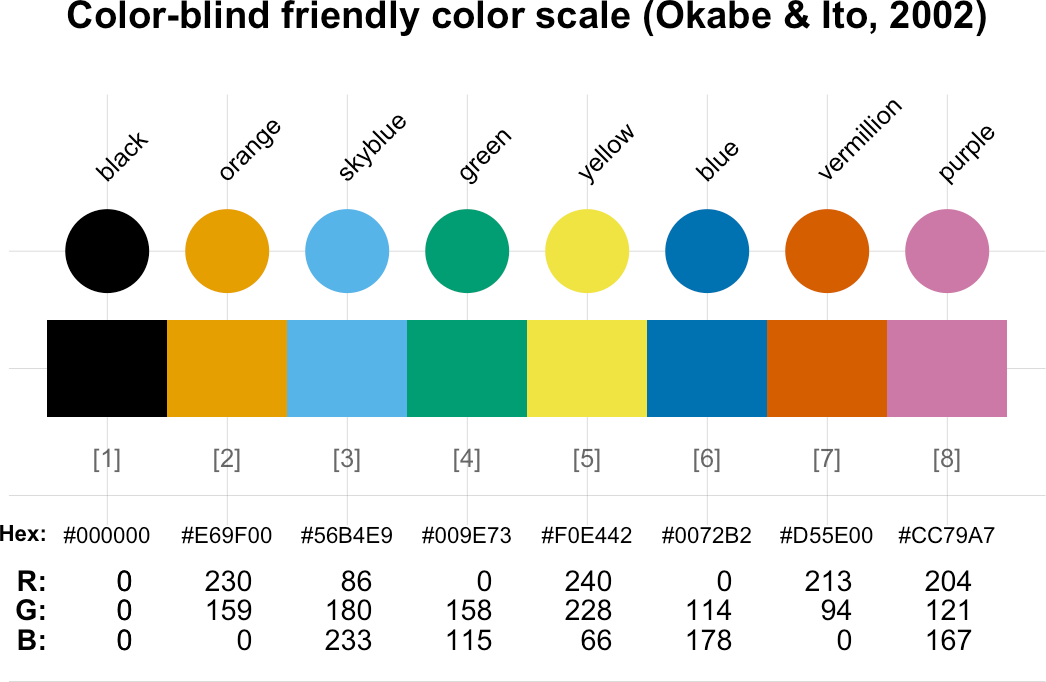 Color-blind friendly color scale (Okabe & Ito, 2002)
black orange skyblue green yellow blue vermillion purple
[1] [2] [3] [4] [5] [6] [7] [8]
Hex: #000000 #E69F00 #56B4E9 #009E73 #F0E442 #0072B2 #D55E00 #CC79A7
R: 0 230 86 0 240 0 213 204
G: 0 159 180 158 228 114 94 121
B: 0 0 233 115 66 178 0 167